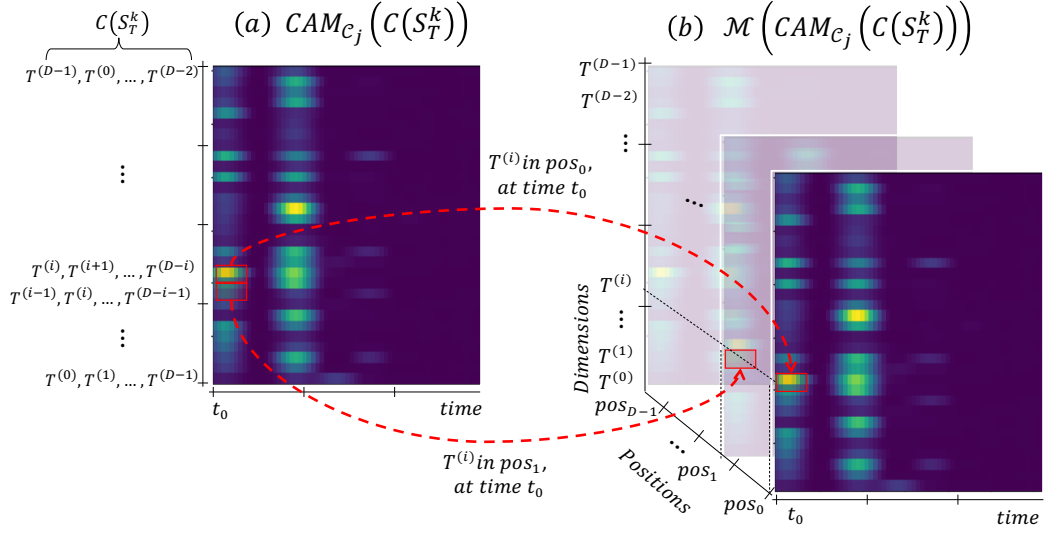 C(S_T^k)
(a) CAM_{C_j}(C(S_T^k))
T^{(D-1)}, T^{(0)}, ..., T^{(D-2)}
⋮
T^{(i)}, T^{(i+1)}, ..., T^{(D-i)}
T^{(i-1)}, T^{(i)}, ..., T^{(D-i-1)}
⋮
T^{(0)}, T^{(1)}, ..., T^{(D-1)}
t_0
time
T^{(i)} in pos_0,
at time t_0
T^{(i)} in pos_1,
at time t_0
(b) ℳ(CAM_{C_j}(C(S_T^k)))
T^{(D-1)}
T^{(D-2)}
⋮
...
T^{(i)}
⋮
T^{(1)}
T^{(0)}
Dimensions
pos_{D-1}
...
pos_1
pos_0
Positions
t_0
time